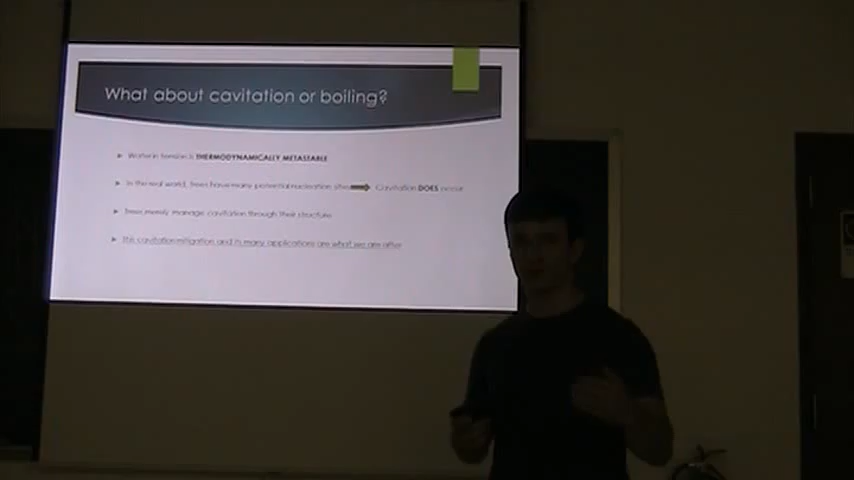 What about cavitation or boiling?
Water in tension is THERMODYNAMICALLY METASTABLE
In the real world, trees have many potential nucleation sites Cavitation DOES occur
Trees merely manage cavitation through their structure
This cavitation mitigation and its many applications are what we are after